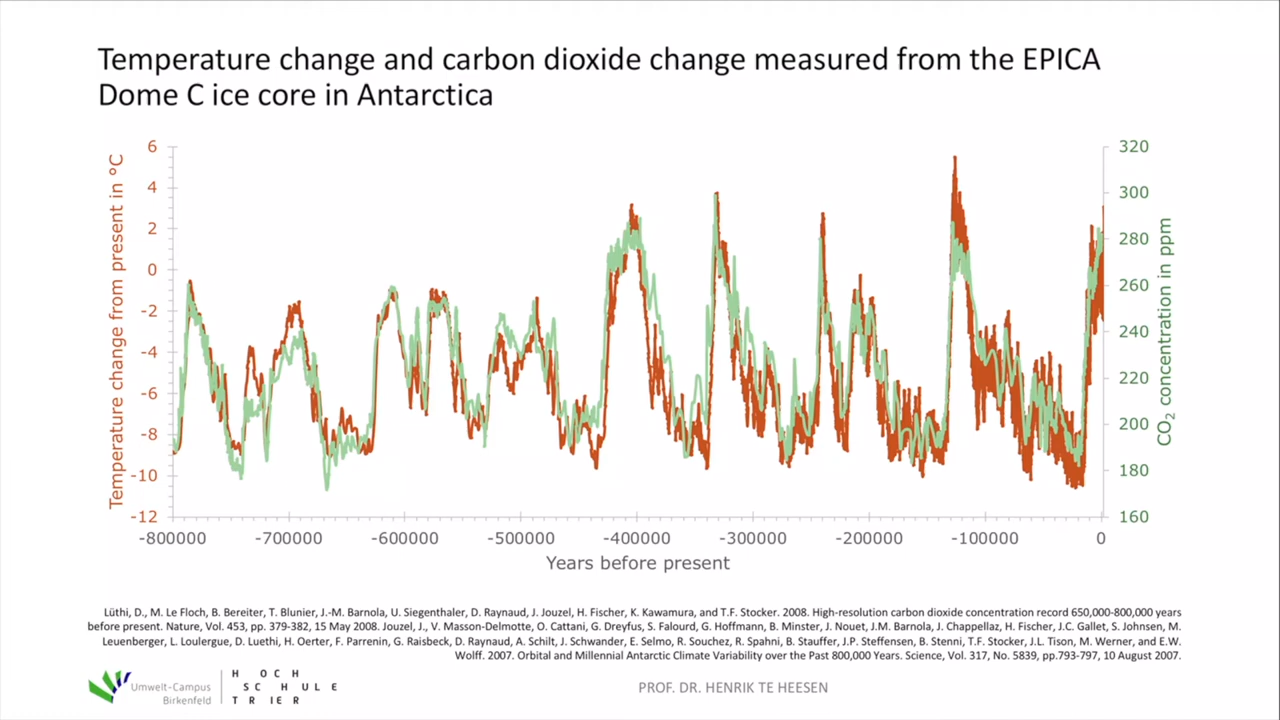 Temperature change and carbon dioxide change measured from the EPICA
Dome C ice core in Antarctica
Temperature change from present in °C
6
4
2
0
-2
-4
-6
-8
-10
-12
320
300
280
260
240
220
200
180
160
CO2 concentration in ppm
-800000 -700000 -600000 -500000 -400000 -300000 -200000 -100000 0
Years before present
Lüthi, D., M. Le Floch, B. Bereiter, T. Blunier, J.-M. Barnola, U. Siegenthaler, D. Raynaud, J. Jouzel, H. Fischer, K. Kawamura, and T.F. Stocker. 2008. High-resolution carbon dioxide concentration record 650,000-800,000 years
before present. Nature, Vol. 453, pp. 379-382, 15 May 2008. Jouzel, J., V. Masson-Delmotte, O. Cattani, G. Dreyfus, S. Falourd, G. Hoffmann, B. Minster, J. Nouet, J.M. Barnola, J. Chappellaz, H. Fischer, J.C. Gallet, S. Johnsen, M.
Leuenberger, L. Loulergue, D. Luethi, H. Oerter, F. Parrenin, G. Raisbeck, D. Raynaud, A. Schilt, J. Schwander, E. Selmo, R. Souchez, R. Spahni, B. Stauffer, J.P. Steffensen, B. Stenni, T.F. Stocker, J.L. Tison, M. Werner, and E.W.
Wolff. 2007. Orbital and Millennial Antarctic Climate Variability over the Past 800,000 Years. Science, Vol. 317, No. 5839, pp.793-797, 10 August 2007.
Umwelt-Campus
Birkenfeld
HOCH
SCHULE
TRIER
PROF. DR. HENRIK TE HEESEN